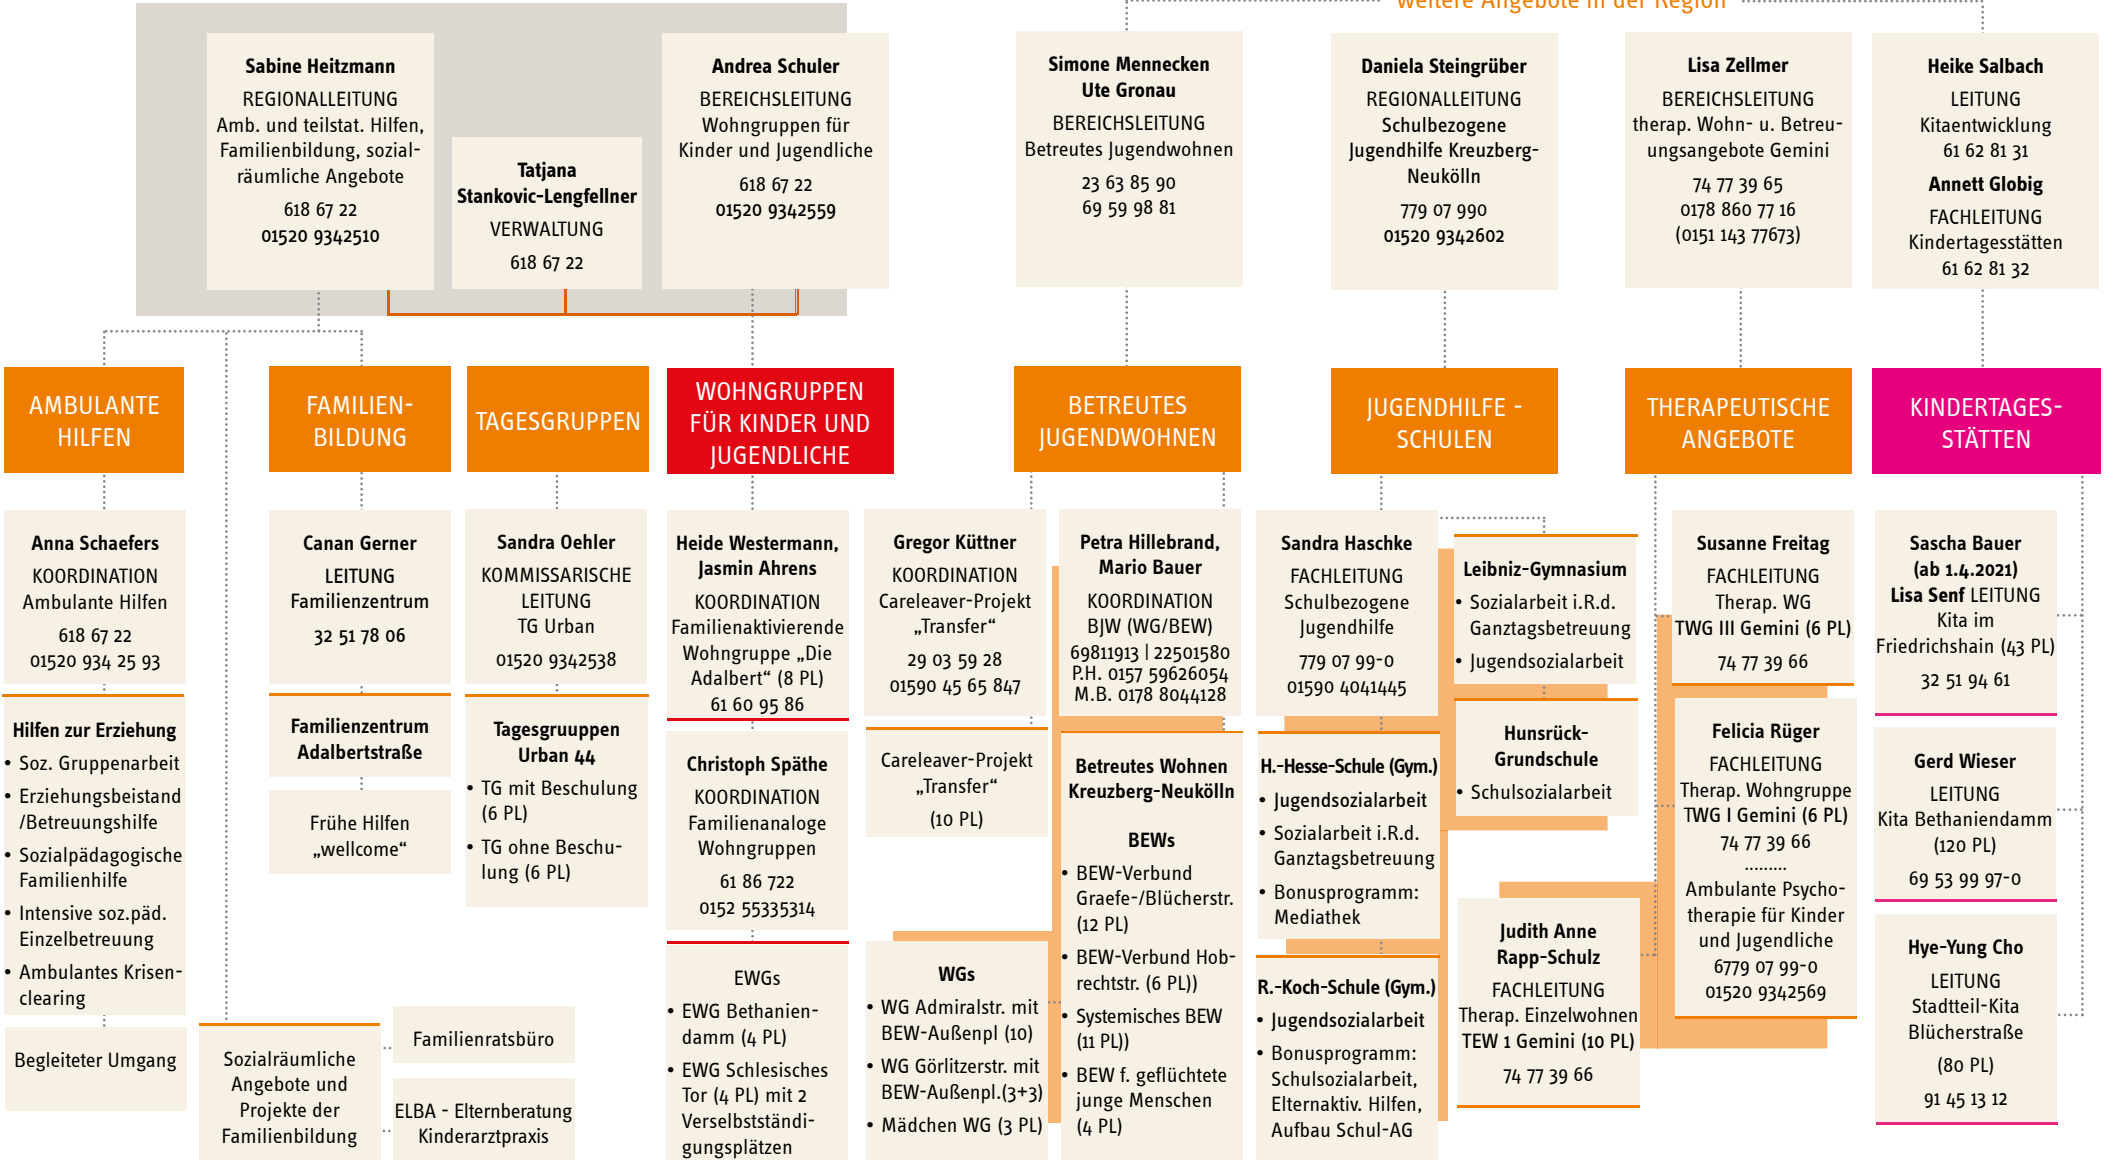 Weitere Angebote in der Region
Sabine Heitzmann
REGIONALLEITUNG
Amb. und teilstat. Hilfen,
Familienbildung, sozial-
räumliche Angebote
618 67 22
01520 9342510
Tatjana
Stankovic-Lengfellner
VERWALTUNG
618 67 22
Andrea Schuler
BEREICHSLEITUNG
Wohngruppen für
Kinder und Jugendliche
618 67 22
01520 9342559
Simone Mennecken
Ute Gronau
BEREICHSLEITUNG
Betreutes Jugendwohnen
23 63 85 90
69 59 98 81
Daniela Steingrüber
REGIONALLEITUNG
Schulbezogene
Jugendhilfe Kreuzberg-
Neukölln
779 07 990
01520 9342602
Lisa Zellmer
BEREICHSLEITUNG
therap. Wohn- u. Betreu-
ungsangebote Gemini
74 77 39 65
0178 860 77 16
(0151 143 77673)
Heike Salbach
LEITUNG
Kitaentwicklung
61 62 81 31
Annett Globig
FACHLEITUNG
Kindertagesstätten
61 62 81 32
AMBULANTE
HILFEN
FAMILIEN-
BILDUNG
TAGESGRUPPEN
WOHNGRUPPEN
FÜR KINDER UND
JUGENDLICHE
BETREUTES
JUGENDWOHNEN
JUGENDHILFE -
SCHULEN
THERAPEUTISCHE
ANGEBOTE
KINDERTAGES-
STÄTTEN
Anna Schaefers
KOORDINATION
Ambulante Hilfen
618 67 22
01520 934 25 93
Hilfen zur Erziehung
• Soz. Gruppenarbeit
• Erziehungsbeistand
/Betreuungshilfe
• Sozialpädagogische
Familienhilfe
• Intensive soz.päd.
Einzelbetreuung
• Ambulantes Krisen-
clearing
Begleiteter Umgang
Canan Gerner
LEITUNG
Familienzentrum
32 51 78 06
Familienzentrum
Adalbertstraße
Frühe Hilfen
„wellcome“
Sozialräumliche
Angebote und
Projekte der
Familienbildung
Familienratsbüro
ELBA - Elternberatung
Kinderarztpraxis
Sandra Oehler
KOMMISSARISCHE
LEITUNG
TG Urban
01520 9342538
Tagesgruuppen
Urban 44
• TG mit Beschulung
(6 PL)
• TG ohne Beschu-
lung (6 PL)
Heide Westermann,
Jasmin Ahrens
KOORDINATION
Familienaktivierende
Wohngruppe „Die
Adalbert“ (8 PL)
61 60 95 86
Christoph Späthe
KOORDINATION
Familienanaloge
Wohngruppen
61 86 722
0152 55335314
EWGs
• EWG Bethanien-
damm (4 PL)
• EWG Schlesisches
Tor (4 PL) mit 2
Verselbstständi-
gungsplätzen
Gregor Küttner
KOORDINATION
Careleaver-Projekt
„Transfer“
29 03 59 28
01590 45 65 847
Careleaver-Projekt
„Transfer“
(10 PL)
WGs
• WG Admiralstr. mit
BEW-Außenpl (10)
• WG Görlitzerstr. mit
BEW-Außenpl.(3+3)
• Mädchen WG (3 PL)
Petra Hillebrand,
Mario Bauer
KOORDINATION
BJW (WG/BEW)
69811913 | 22501580
P.H. 0157 59626054
M.B. 0178 8044128
Betreutes Wohnen
Kreuzberg-Neukölln
BEWs
• BEW-Verbund
Graefe-/Blücherstr.
(12 PL)
• BEW-Verbund Hob-
rechtstr. (6 PL))
• Systemisches BEW
(11 PL))
• BEW f. geflüchtete
junge Menschen
(4 PL)
Sandra Haschke
FACHLEITUNG
Schulbezogene
Jugendhilfe
779 07 99-0
01590 4041445
H.-Hesse-Schule (Gym.)
• Jugendsozialarbeit
• Sozialarbeit i.R.d.
Ganztagsbetreuung
• Bonusprogramm:
Mediathek
R.-Koch-Schule (Gym.)
• Jugendsozialarbeit
• Bonusprogramm:
Schulsozialarbeit,
Elternaktiv. Hilfen,
Aufbau Schul-AG
Leibniz-Gymnasium
• Sozialarbeit i.R.d.
Ganztagsbetreuung
• Jugendsozialarbeit
Hunsrück-
Grundschule
• Schulsozialarbeit
Judith Anne
Rapp-Schulz
FACHLEITUNG
Therap. Einzelwohnen
TEW 1 Gemini (10 PL)
74 77 39 66
Susanne Freitag
FACHLEITUNG
Therap. WG
TWG III Gemini (6 PL)
74 77 39 66
Felicia Rüger
FACHLEITUNG
Therap. Wohngruppe
TWG I Gemini (6 PL)
74 77 39 66
.........
Ambulante Psycho-
therapie für Kinder
und Jugendliche
6779 07 99-0
01520 9342569
Sascha Bauer
(ab 1.4.2021)
Lisa Senf LEITUNG
Kita im
Friedrichshain (43 PL)
32 51 94 61
Gerd Wieser
LEITUNG
Kita Bethaniendamm
(120 PL)
69 53 99 97-0
Hye-Yung Cho
LEITUNG
Stadtteil-Kita
Blücherstraße
(80 PL)
91 45 13 12